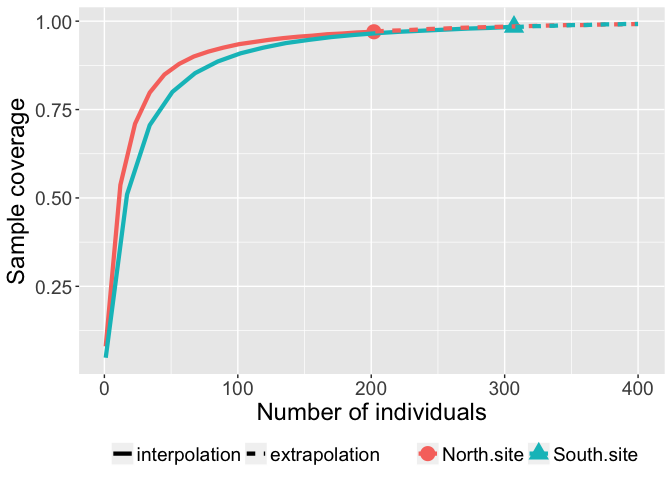 1.00
0.75
0.50
0.25
Sample coverage
0 100 200 300 400
Number of individuals
interpolation extrapolation North.site South.site